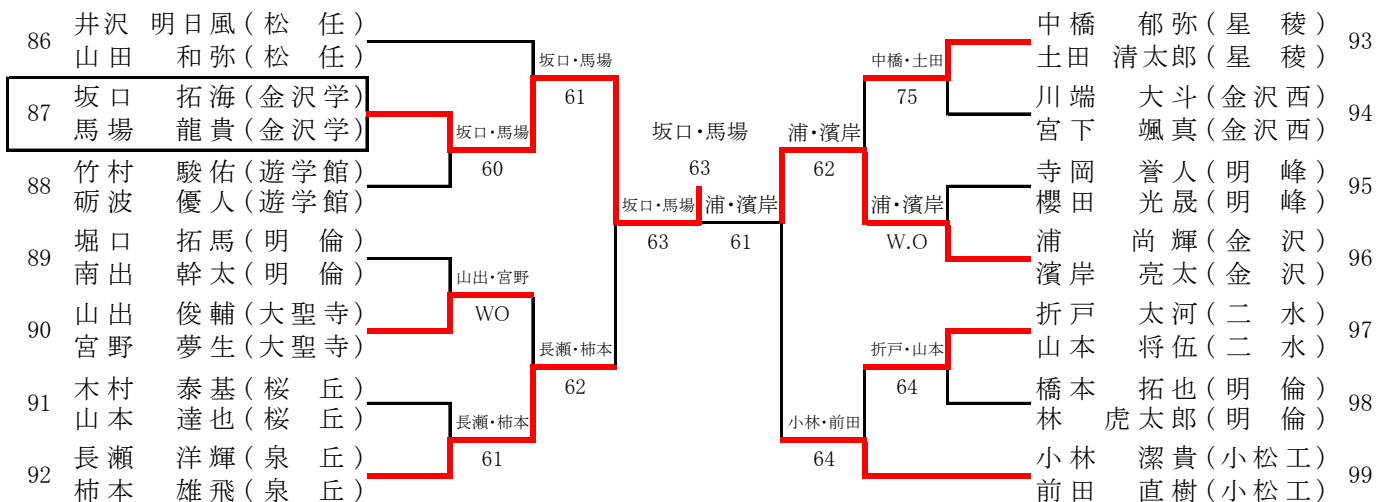 86
井沢 明日風(松 任)
山田 和弥(松 任)
87
坂口 拓海(金沢学)
馬場 龍貴(金沢学)
88
竹村 駿佑(遊学館)
砺波 優人(遊学館)
89
堀口 拓馬(明 倫)
南出 幹太(明 倫)
90
山出 俊輔(大聖寺)
宮野 夢生(大聖寺)
91
木村 泰基(桜 丘)
山本 達也(桜 丘)
92
長瀬 洋輝(泉 丘)
柿本 雄飛(泉 丘)
坂口・馬場
60
山出・宮野
WO
長瀬・柿本
61
坂口・馬場
61
長瀬・柿本
62
坂口・馬場
63
坂口・馬場
63
浦・濱岸
61
浦・濱岸
62
小林・前田
64
中橋・土田
75
浦・濱岸
W.O
折戸・山本
64
中橋 郁弥(星 稜)
土田 清太郎(星 稜)
93
川端 大斗(金沢西)
宮下 颯真(金沢西)
94
寺岡 誉人(明 峰)
櫻田 光晟(明 峰)
95
浦 尚輝(金 沢)
濱岸 亮太(金 沢)
96
折戸 太河(二 水)
山本 将伍(二 水)
97
橋本 拓也(明 倫)
林 虎太郎(明 倫)
98
小林 潔貴(小松工)
前田 直樹(小松工)
99